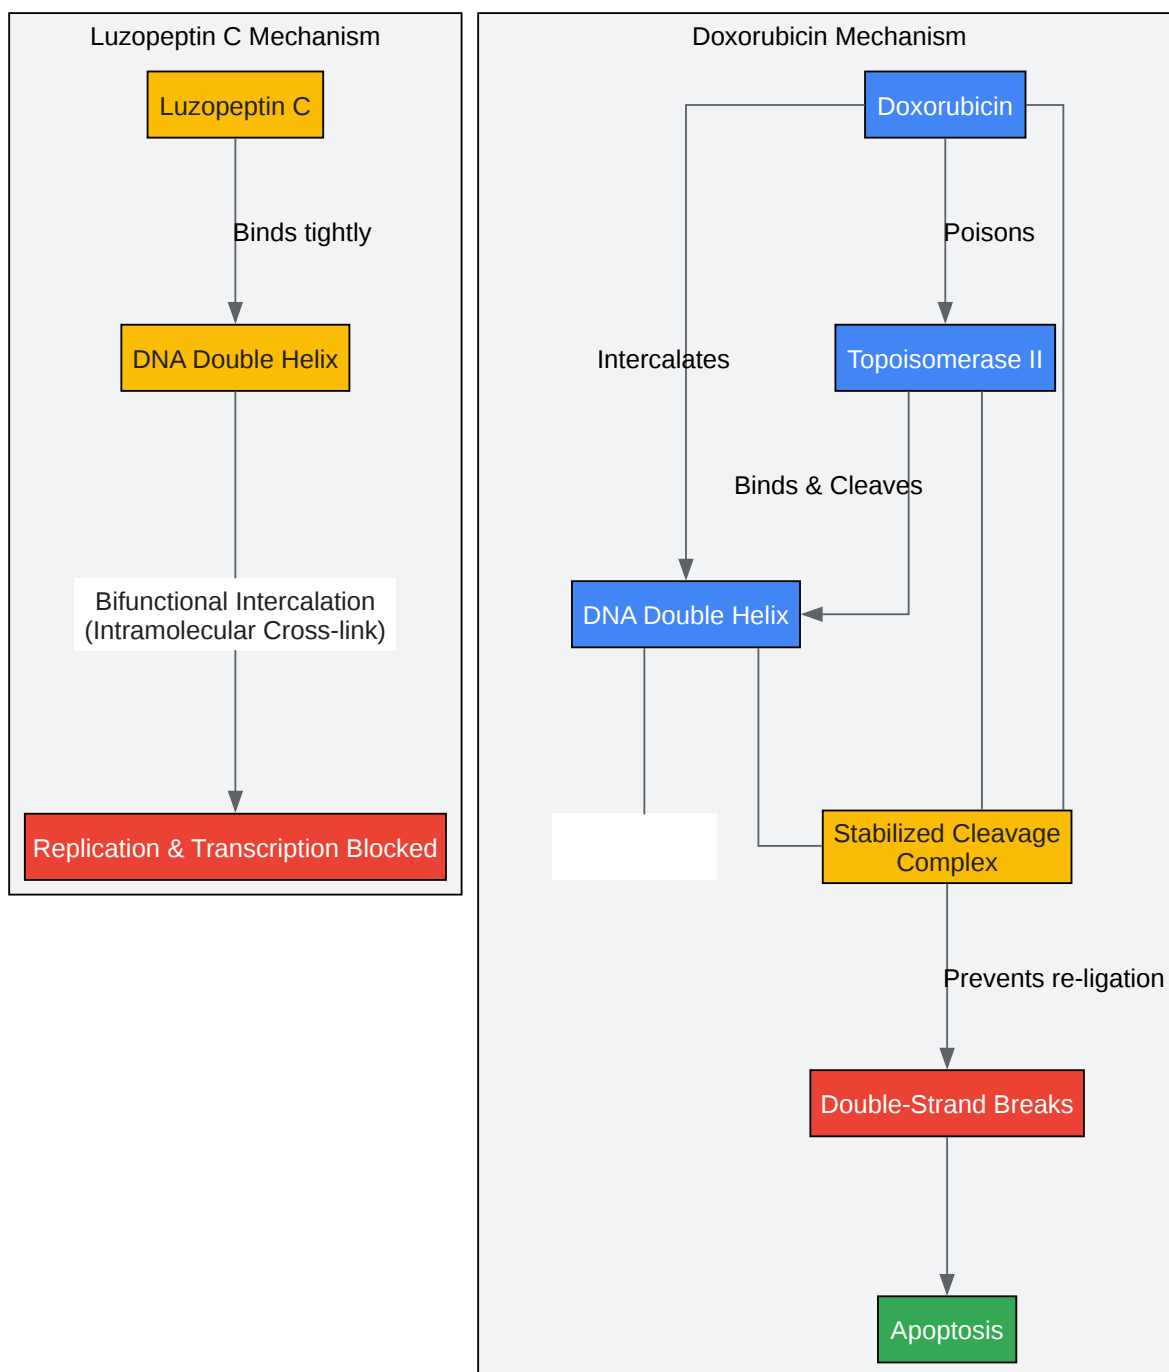 Luzopeptin C Mechanism
Luzopeptin C
Binds tightly
DNA Double Helix
Bifunctional Intercalation
(Intramolecular Cross-link)
Replication & Transcription Blocked
Doxorubicin Mechanism
Doxorubicin
Poisons
Intercalates
Topoisomerase II
Binds & Cleaves
DNA Double Helix
Stabilized Cleavage
Complex
Prevents re-ligation
Double-Strand Breaks
Apoptosis